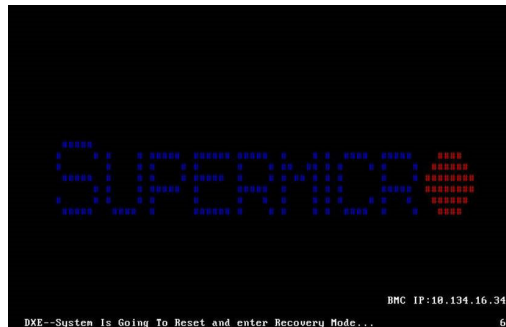 SUPERMICRO
BMC IP:10.134.16.34
DXE--System Is Going To Reset and enter Recovery Mode... 6